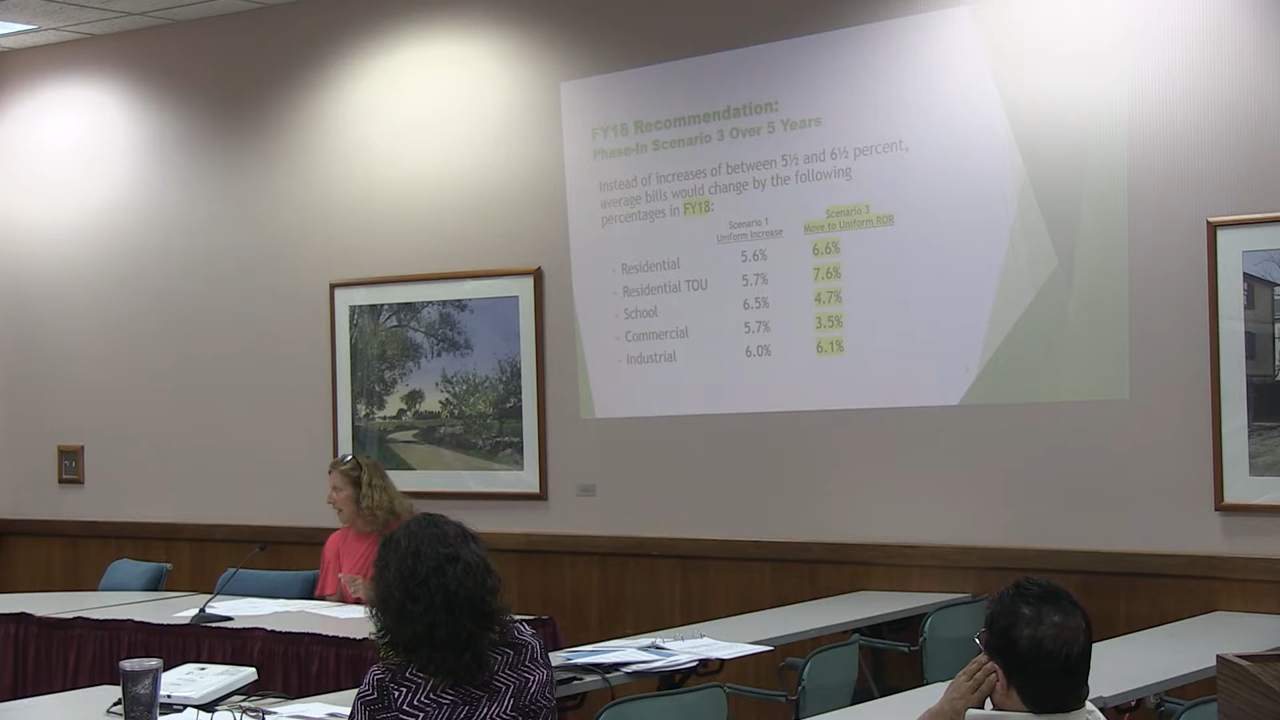 FY18 Recommendation:
Phase-In Scenario 3 Over 5 Years
Instead of increases of between 5½ and 6½ percent,
average bills would change by the following
percentages in FY18:
Scenario 1
Uniform Increase
Scenario 3
Move to Uniform ROR
Residential 5.6% 6.6%
Residential TOU 5.7% 7.6%
School 6.5% 4.7%
Commercial 5.7% 3.5%
Industrial 6.0% 6.1%